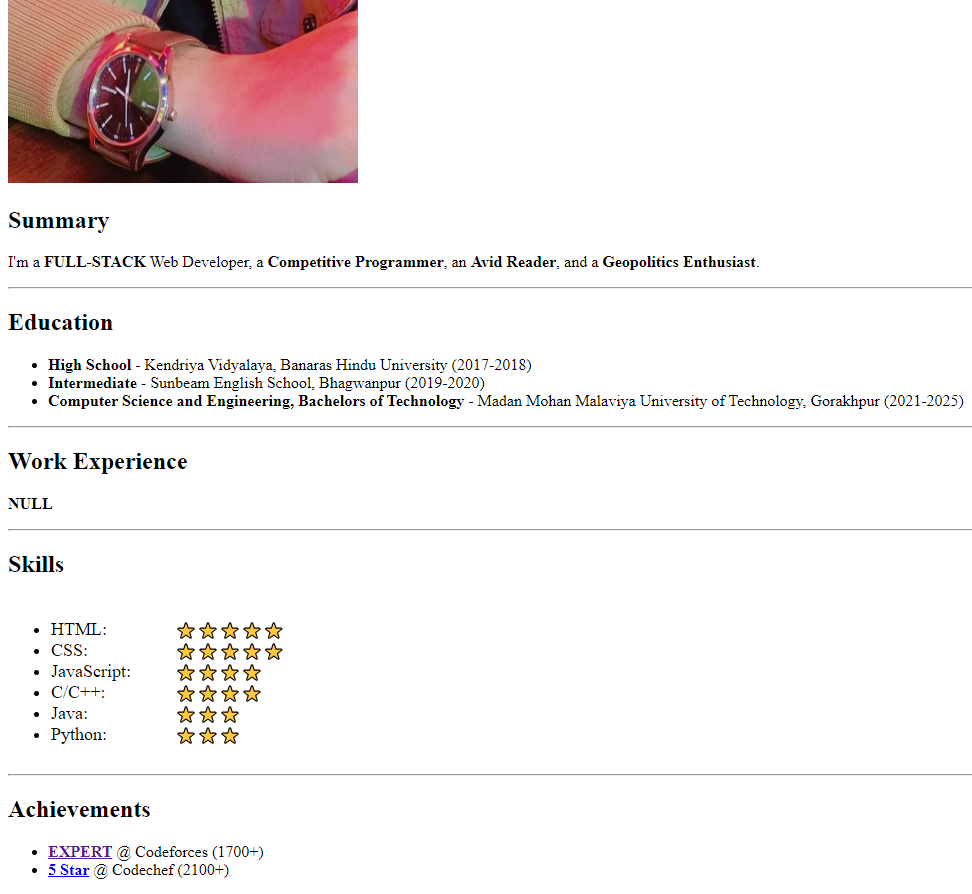 Summary
I'm a FULL-STACK Web Developer, a Competitive Programmer, an Avid Reader, and a Geopolitics Enthusiast.
Education
High School - Kendriya Vidyalaya, Banaras Hindu University (2017-2018)
Intermediate - Sunbeam English School, Bhagwanpur (2019-2020)
Computer Science and Engineering, Bachelors of Technology - Madan Mohan Malaviya University of Technology, Gorakhpur (2021-2025)
Work Experience
NULL
Skills
HTML:
CSS:
JavaScript:
C/C++:
Java:
Python:
Achievements
EXPERT @ Codeforces (1700+)
5 Star @ Codechef (2100+)